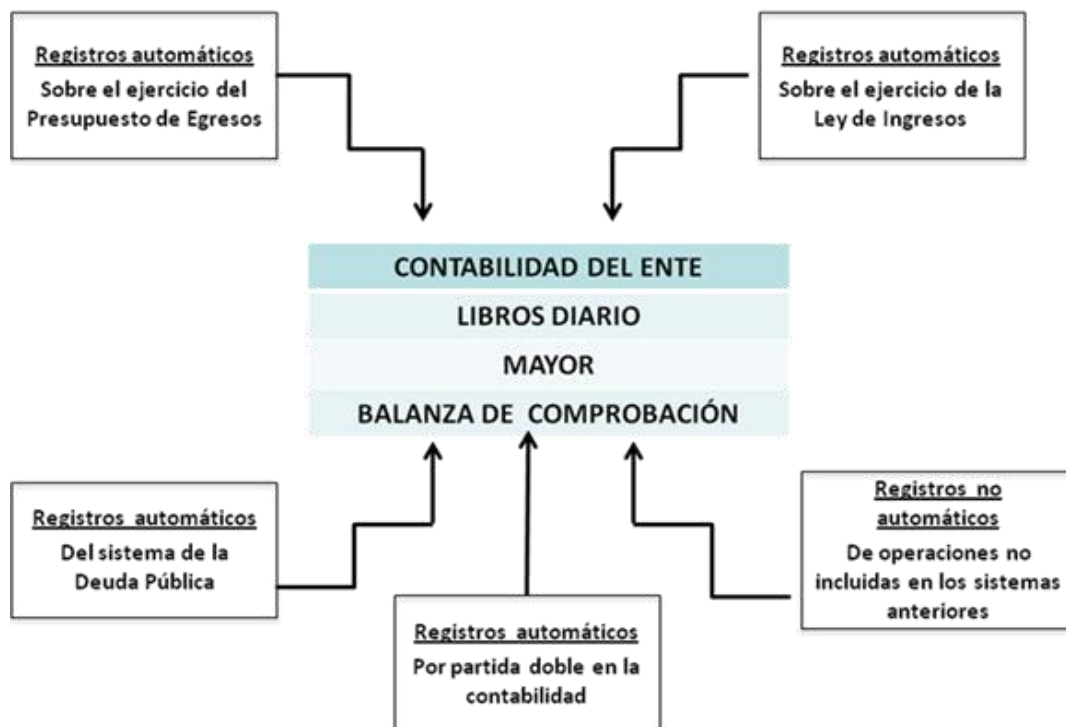 Registros automáticos
Sobre el ejercicio del
Presupuesto de Egresos
Registros automáticos
Sobre el ejercicio de la
Ley de Ingresos
CONTABILIDAD DEL ENTE
LIBROS DIARIO
MAYOR
BALANZA DE COMPROBACIÓN
Registros automáticos
Del sistema de la
Deuda Pública
Registros automáticos
Por partida doble en la
contabilidad
Registros no
automáticos
De operaciones no
incluidas en los sistemas
anteriores